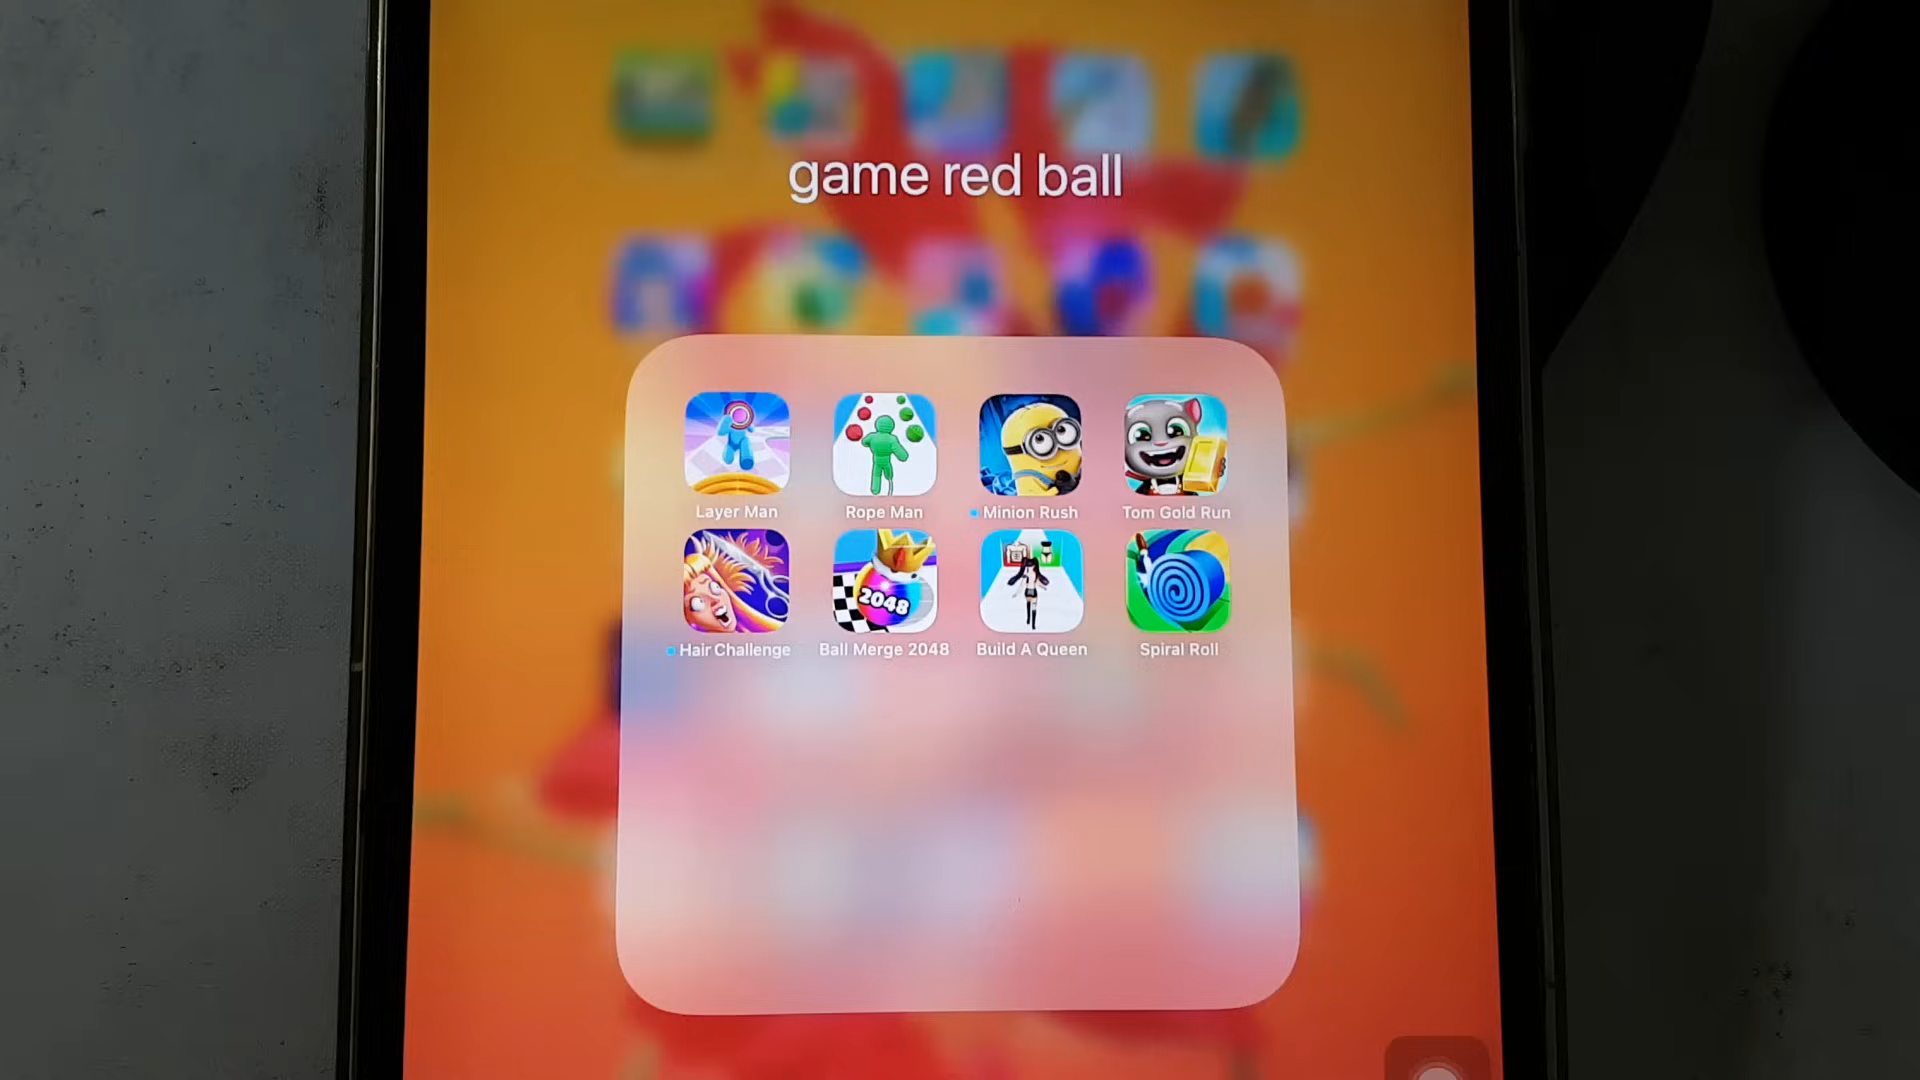 game red ball
Layer Man
Rope Man
Minion Rush
Tom Gold Run
2048
Hair Challenge
Ball Merge 2048
Build A Queen
Spiral Roll